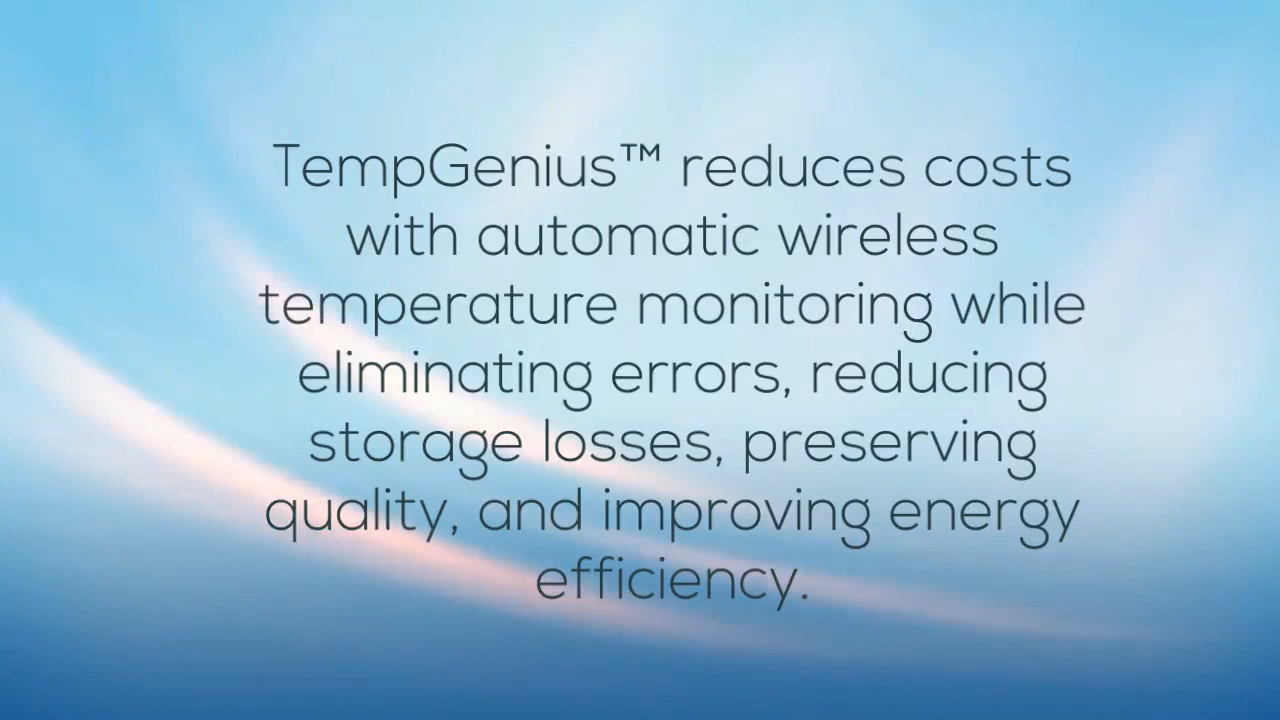 TempGenius™ reduces costs
with automatic wireless
temperature monitoring while
eliminating errors, reducing
storage losses, preserving
quality, and improving energy
efficiency.